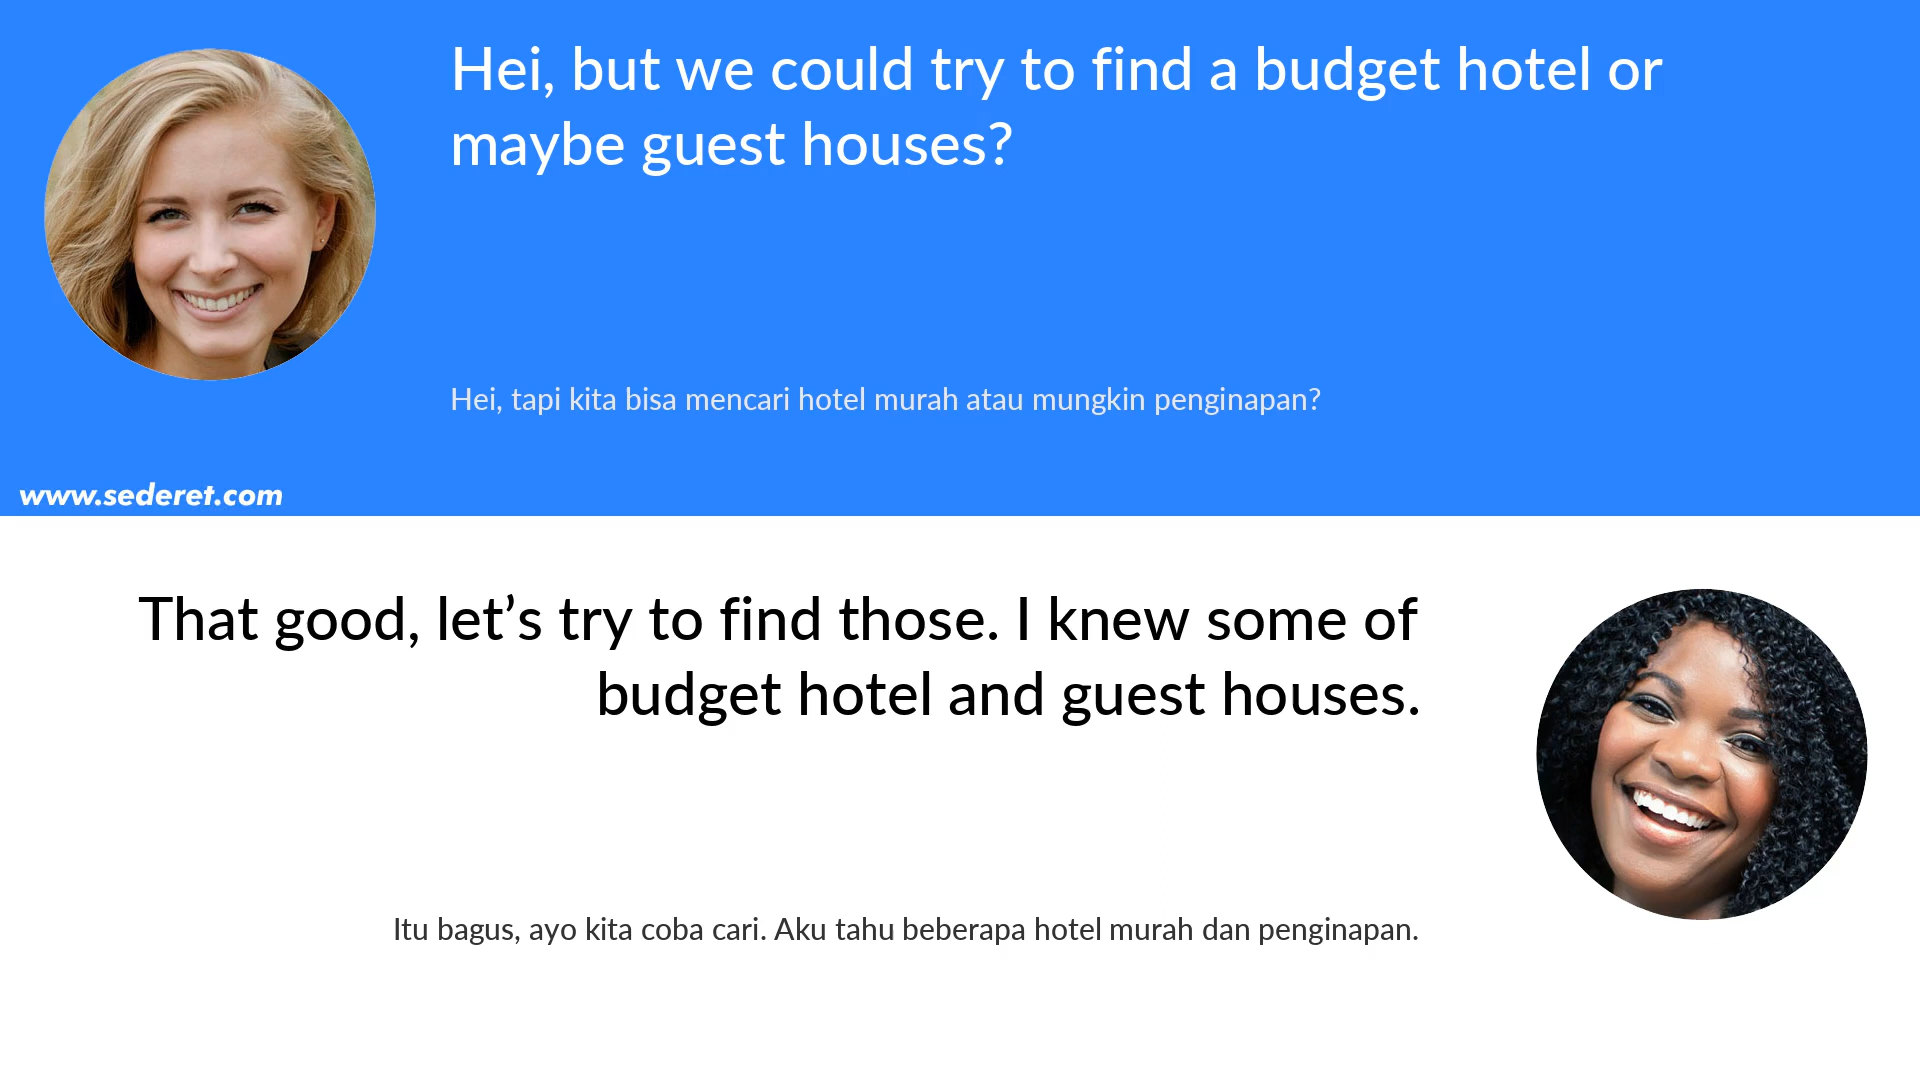 Hei, but we could try to find a budget hotel or
maybe guest houses?
Hei, tapi kita bisa mencari hotel murah atau mungkin penginapan?
www.sederet.com
That good, let’s try to find those. I knew some of
budget hotel and guest houses.
Itu bagus, ayo kita coba cari. Aku tahu beberapa hotel murah dan penginapan.